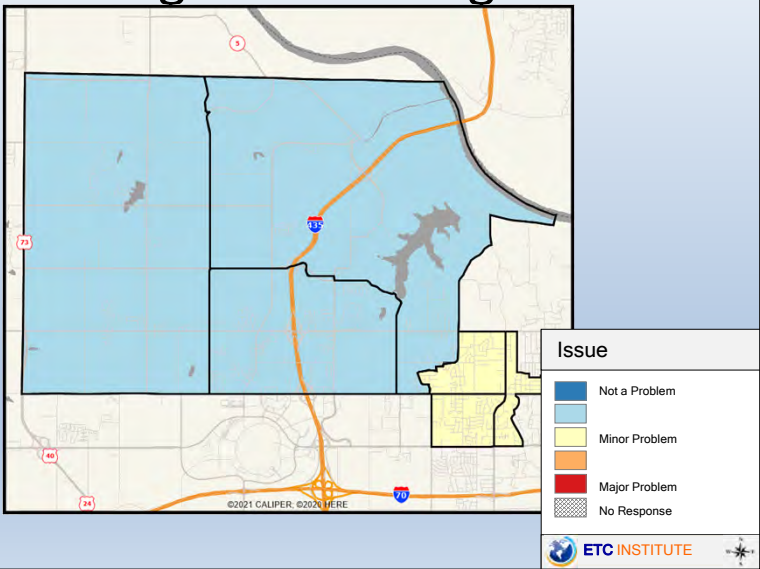 5
435
73
40
24
70
©2021 CALIPER; ©2020 HERE
Issue
Not a Problem
Minor Problem
Major Problem
No Response
ETC INSTITUTE